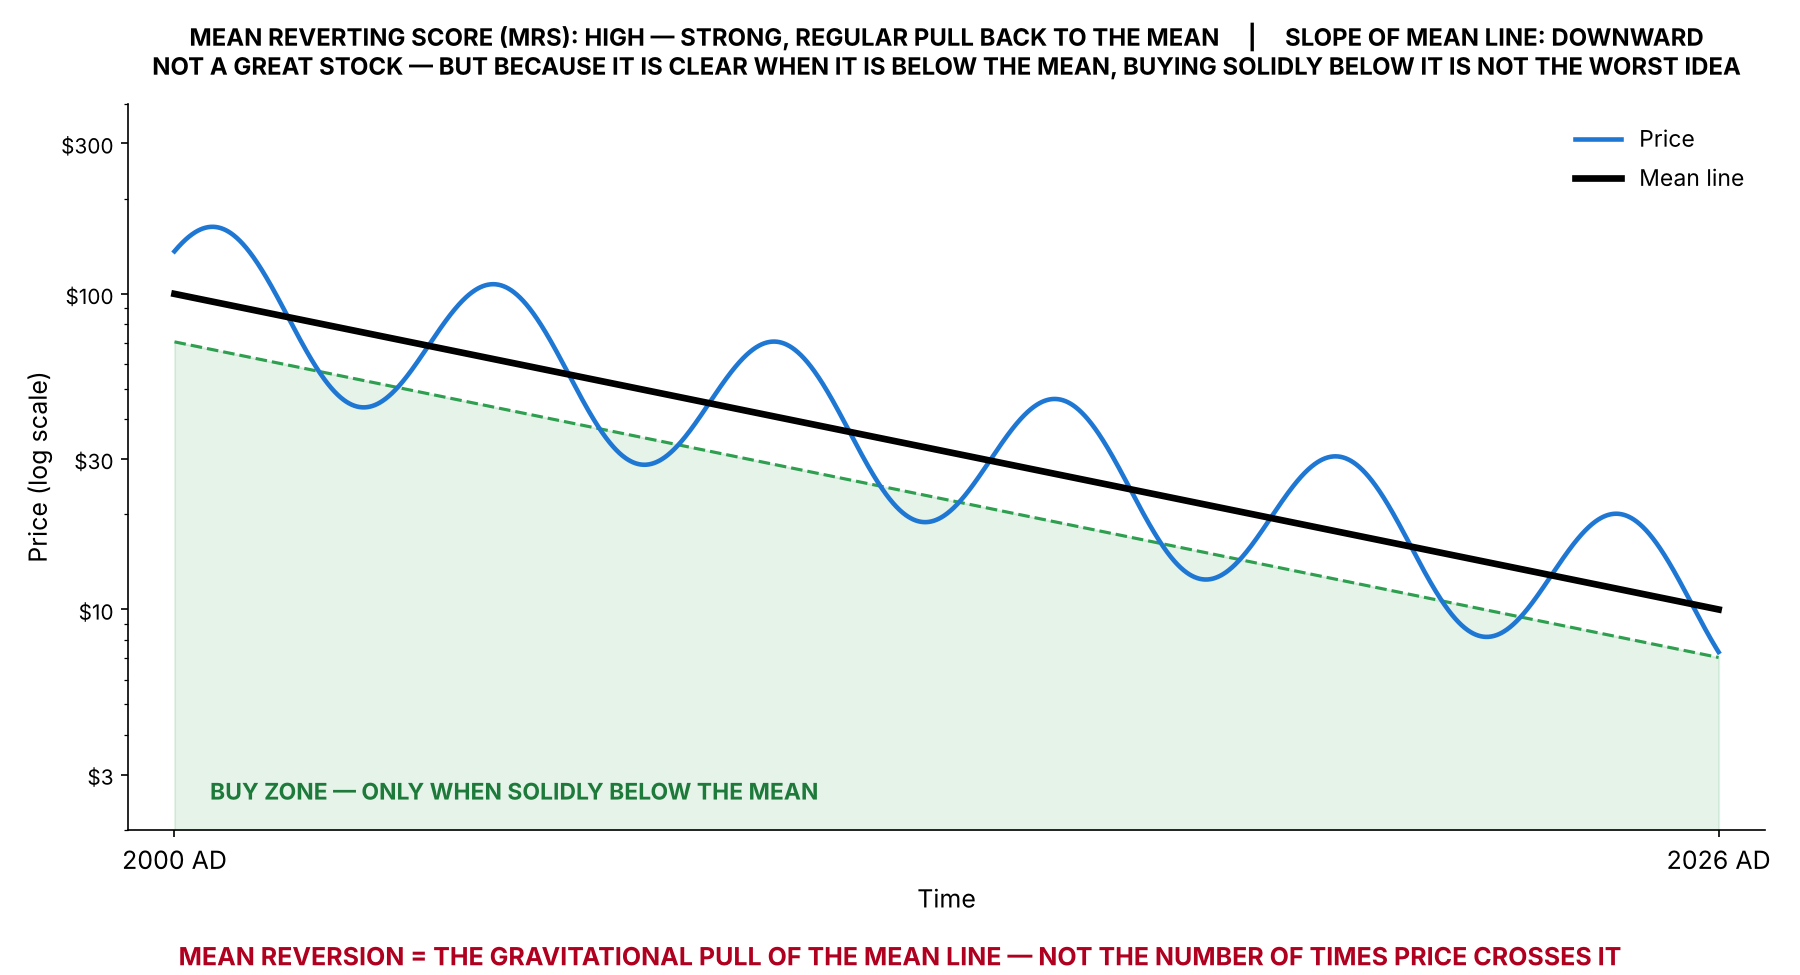 MEAN REVERTING SCORE (MRS): HIGH — STRONG, REGULAR PULL BACK TO THE MEAN | SLOPE OF MEAN LINE: DOWNWARD
NOT A GREAT STOCK — BUT BECAUSE IT IS CLEAR WHEN IT IS BELOW THE MEAN, BUYING SOLIDLY BELOW IT IS NOT THE WORST IDEA
Price
Mean line
$300
$100
$30
$10
$3
Price (log scale)
BUY ZONE — ONLY WHEN SOLIDLY BELOW THE MEAN
2000 AD
2026 AD
Time
MEAN REVERSION = THE GRAVITATIONAL PULL OF THE MEAN LINE — NOT THE NUMBER OF TIMES PRICE CROSSES IT